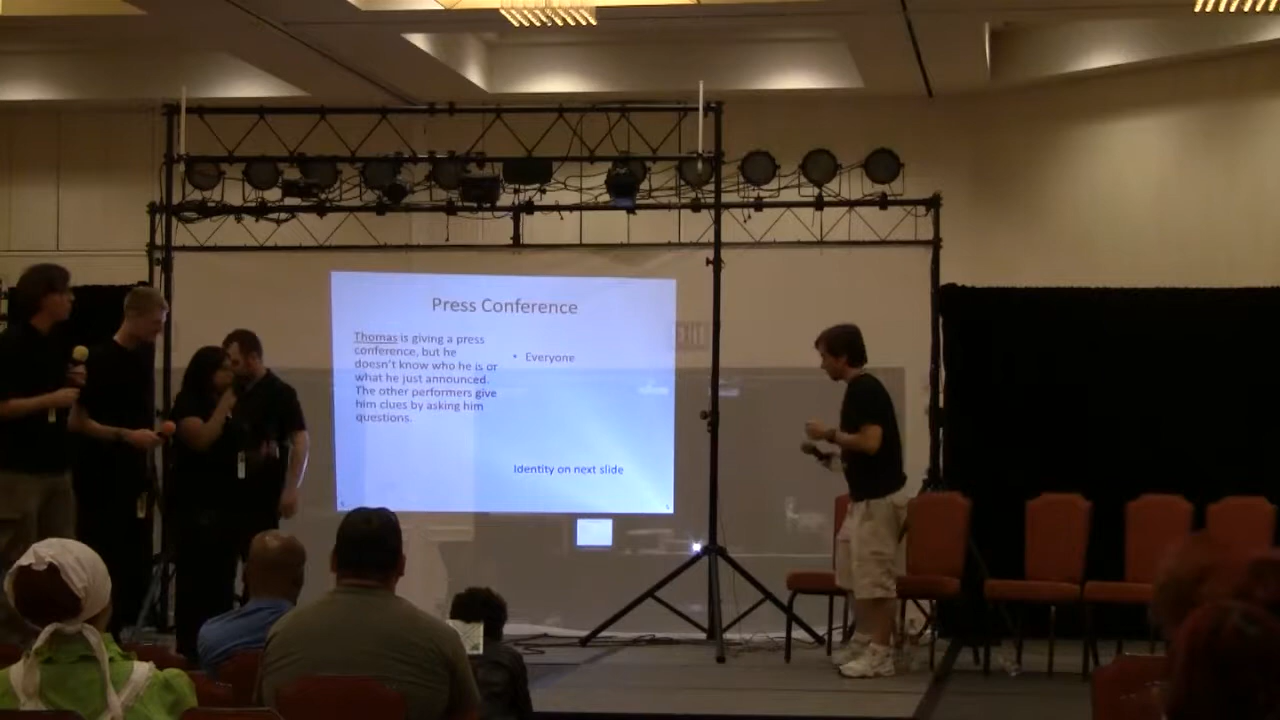 Press Conference
Thomas is giving a press
conference, but he
doesn't know who he is or
what he just announced.
The other performers give
him clues by asking him
questions.
• Everyone
Identity on next slide
EXIT